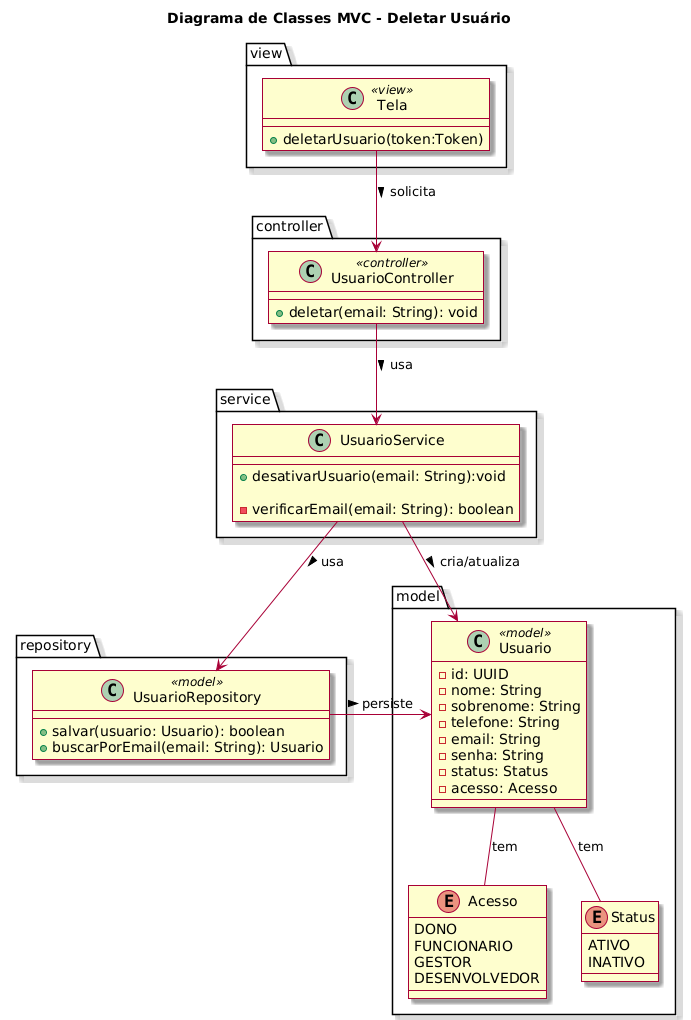 Diagrama de Classes MVC - Deletar Usuário
view
C
«view»
Tela
deletarUsuario(token:Token)
solicita
controller
C
«controller»
UsuarioController
deletar(email: String): void
usa
service
C
UsuarioService
desativarUsuario(email: String):void
verificarEmail(email: String): boolean
usa
cria/atualiza
model
C
«model»
Usuario
id: UUID
nome: String
sobrenome: String
telefone: String
email: String
senha: String
status: Status
acesso: Acesso
repository
C
«model»
UsuarioRepository
salvar(usuario: Usuario): boolean
buscarPorEmail(email: String): Usuario
persiste
tem
tem
E
Acesso
DONO
FUNCIONARIO
GESTOR
DESENVOLVEDOR
E
Status
ATIVO
INATIVO